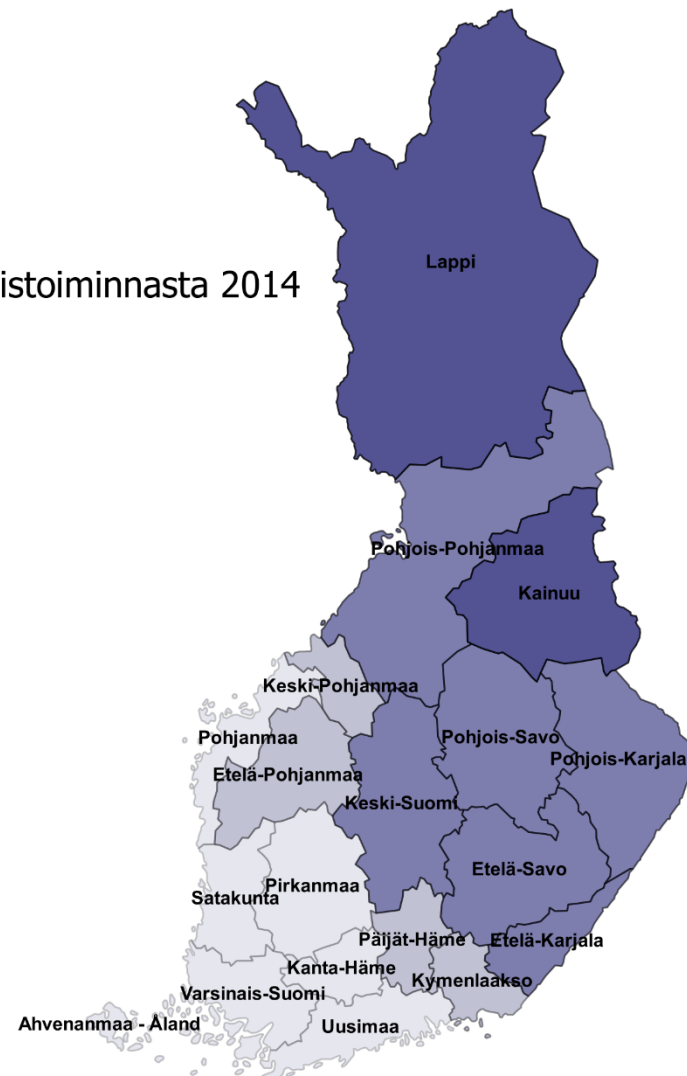 Lappi
istoiminnasta 2014
Pohjois-Pohjanmaa
Kainuu
Keski-Pohjanmaa
Pohjanmaa
Pohjois-Savo
Pohjois-Karjala
Etelä-Pohjanmaa
Keski-Suomi
Etelä-Savo
Pirkanmaa
Satakunta
Päijät-Häme
Etelä-Karjala
Kanta-Häme
Kymenlaakso
Varsinais-Suomi
Ahvenanmaa - Åland
Uusimaa